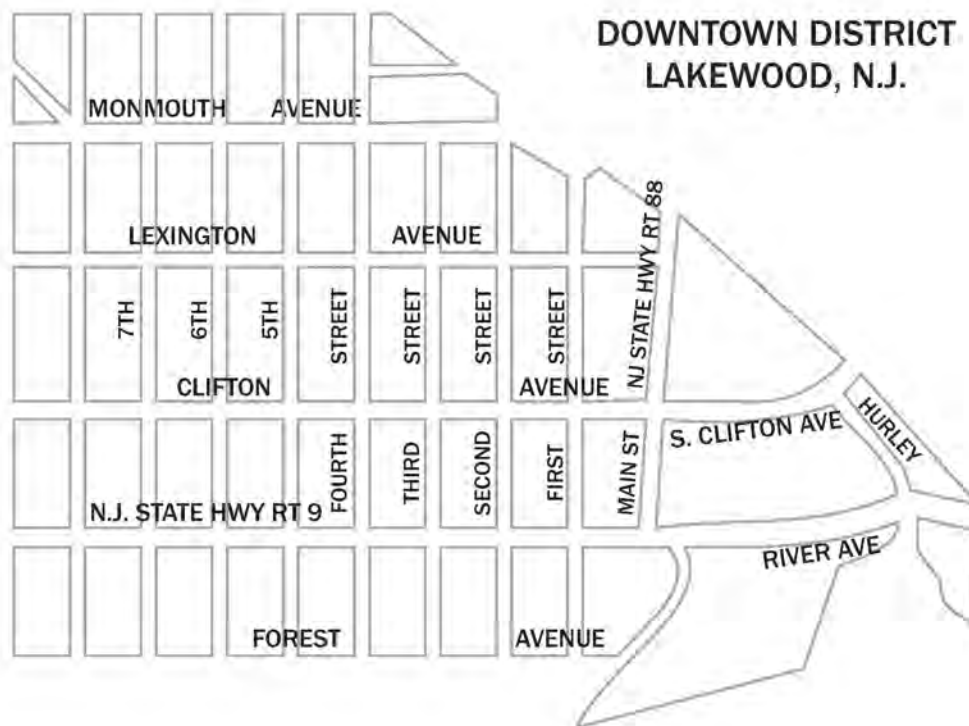 DOWNTOWN DISTRICT
LAKEWOOD, N.J.
MONMOUTH AVENUE
LEXINGTON AVENUE
NJ STATE HWY RT 88
7TH
6TH
5TH
STREET
STREET
STREET
STREET
CLIFTON AVENUE
S. CLIFTON AVE
HURLEY
FOURTH
THIRD
SECOND
FIRST
MAIN ST
N.J. STATE HWY RT 9
RIVER AVE
FOREST AVENUE